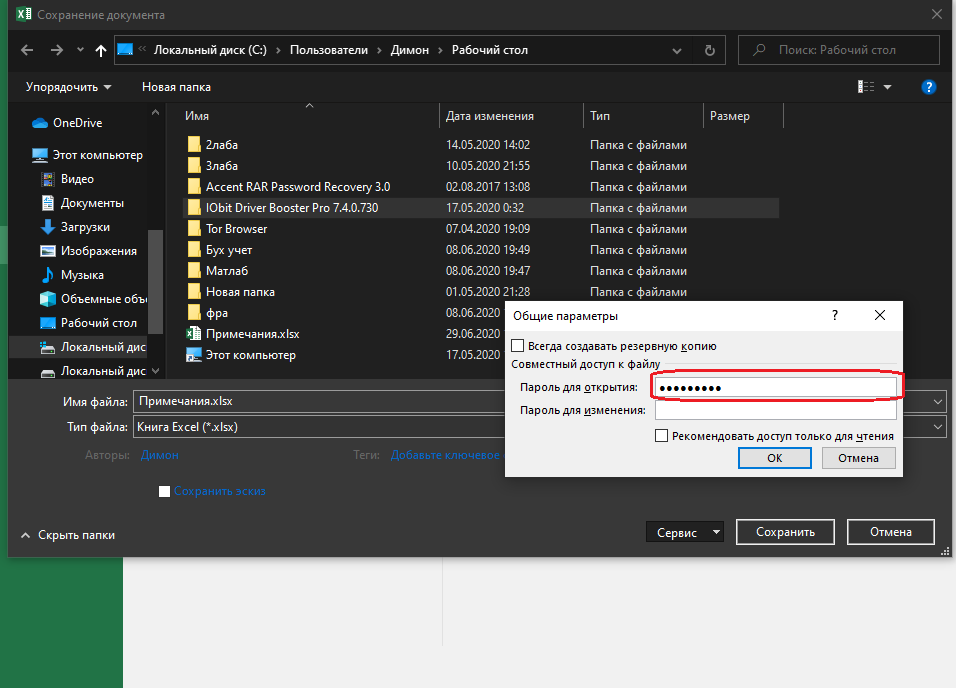 Сохранение документа
Локальный диск (C:) › Пользователи › Димон › Рабочий стол
Поиск: Рабочий стол
Упорядочить Новая папка
OneDrive
Этот компьютер
Видео
Документы
Загрузки
Изображения
Музыка
Объемные объ
Рабочий стол
Локальный дис
Локальный дис
Имя Дата изменения Тип Размер
2лаба 14.05.2020 14:02 Папка с файлами
3лаба 10.05.2020 21:55 Папка с файлами
Accent RAR Password Recovery 3.0 02.08.2017 13:08 Папка с файлами
IObit Driver Booster Pro 7.4.0.730 17.05.2020 0:32 Папка с файлами
Tor Browser 07.04.2020 19:09 Папка с файлами
Бух учет 08.06.2020 19:49 Папка с файлами
Матлаб 08.06.2020 19:47 Папка с файлами
Новая папка 01.05.2020 21:28 Папка с файлами
фра 08.06.2020
Примечания.xlsx 29.06.2020
Этот компьютер 17.05.2020
Общие параметры ?
Всегда создавать резервную копию
Совместный доступ к файлу
Пароль для открытия: ●●●●●●●●●
Пароль для изменения:
Рекомендовать доступ только для чтения
ОК Отмена
Имя файла: Примечания.xlsx
Тип файла: Книга Excel (*.xlsx)
Авторы: Димон Теги: Добавьте ключевое
Сохранить эскиз
Скрыть папки Сервис Сохранить Отмена